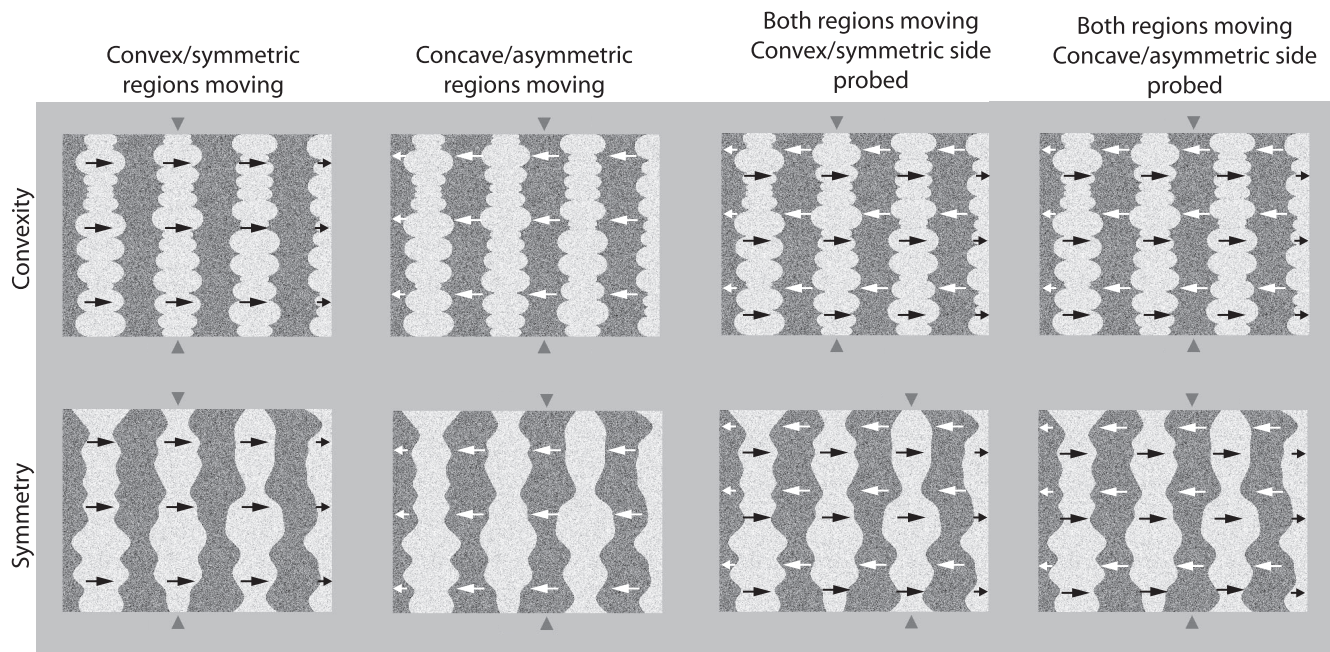 Convex/symmetric
regions moving
Concave/asymmetric
regions moving
Both regions moving
Convex/symmetric side
probed
Both regions moving
Concave/asymmetric side
probed
Convexity
Symmetry